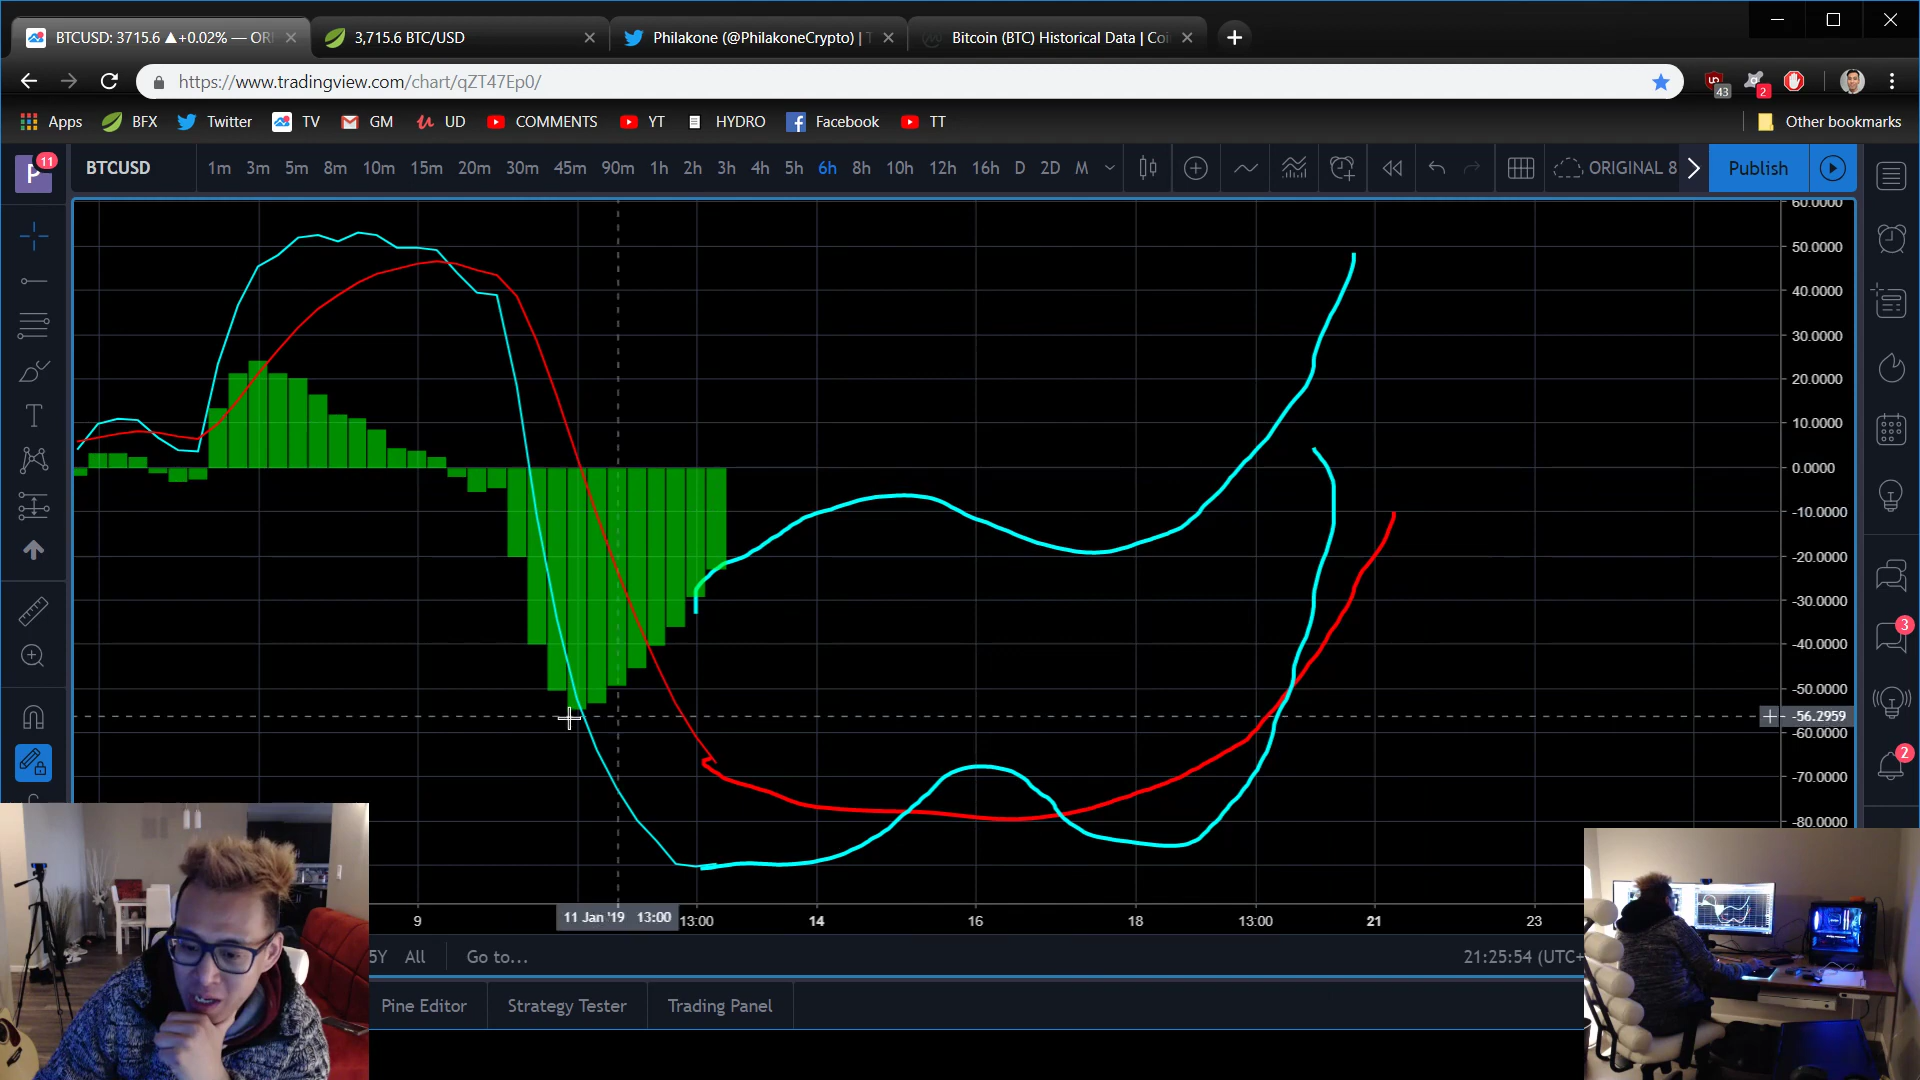 BTCUSD: 3715.6 ▲+0.02% — ORI
3,715.6 BTC/USD
Philakone (@PhilakoneCrypto) | T
Bitcoin (BTC) Historical Data | Coi
https://www.tradingview.com/chart/qZT47Ep0/
43
2
Apps
BFX
Twitter
TV
GM
UD
COMMENTS
YT
HYDRO
Facebook
TT
Other bookmarks
P
11
BTCUSD
1m 3m 5m 8m 10m 15m 20m 30m 45m 90m 1h 2h 3h 4h 5h 6h 8h 10h 12h 16h D 2D M
ORIGINAL 8
Publish
60.0000
50.0000
40.0000
30.0000
20.0000
10.0000
0.0000
-10.0000
-20.0000
-30.0000
-40.0000
-50.0000
-56.2959
-60.0000
-70.0000
-80.0000
3
2
9
11 Jan '19 13:00
13:00
14
16
18
13:00
21
23
5Y All Go to...
21:25:54 (UTC+
Pine Editor
Strategy Tester
Trading Panel